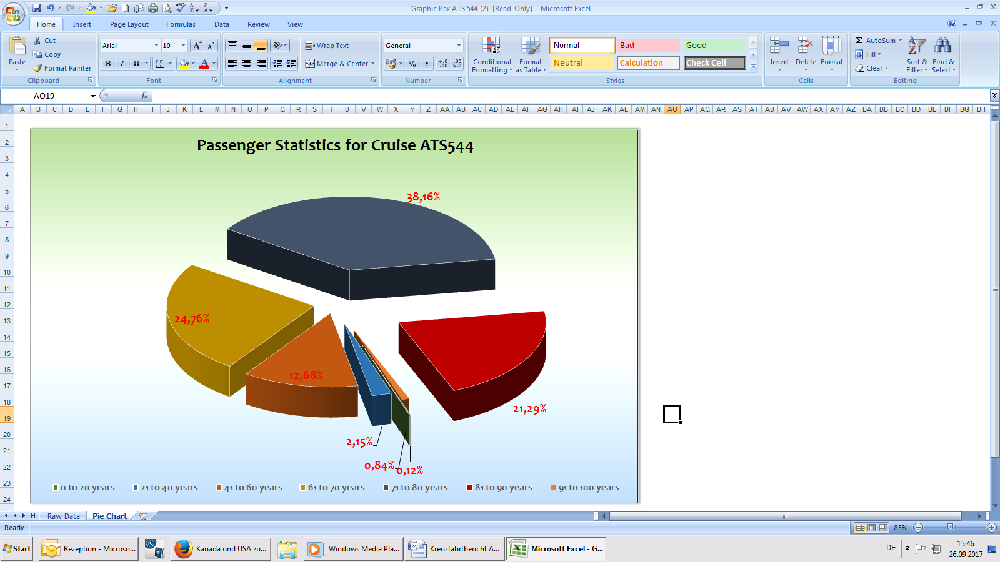 Graphic Pax ATS 544 (2)  [Read-Only] - Microsoft Excel
Home Insert Page Layout Formulas Data Review View
Paste
Cut
Copy
Format Painter
Clipboard
Arial 10
B I U
Font
Wrap Text
Merge & Center
Alignment
General
% ,
Number
Conditional Formatting
Format as Table
Normal Bad Good
Neutral Calculation Check Cell
Styles
Insert Delete Format
Cells
AutoSum
Fill
Clear
Sort & Filter
Find & Select
Editing
AO19 fx
A B C D E F G H I J K L M N O P Q R S T U V W X Y Z AA AB AC AD AE AF AG AH AI AJ AK AL AM AN AO AP AQ AR AS AT AU AV AW AX AY AZ BA BB BC BD BE BF BG BH
1
2
3
4
5
6
7
8
9
10
11
12
13
14
15
16
17
18
19
20
21
22
23
24
Passenger Statistics for Cruise ATS544
38,16%
24,76%
12,68%
21,29%
2,15%
0,84%
0,12%
0 to 20 years 21 to 40 years 41 to 60 years 61 to 70 years 71 to 80 years 81 to 90 years 91 to 100 years
Raw Data Pie Chart
Ready 85%
Start Rezeption - Microso... Kanada und USA zu... Windows Media Pla... Kreuzfahrtbericht A... Microsoft Excel - G... DE 15:46
26.09.2017